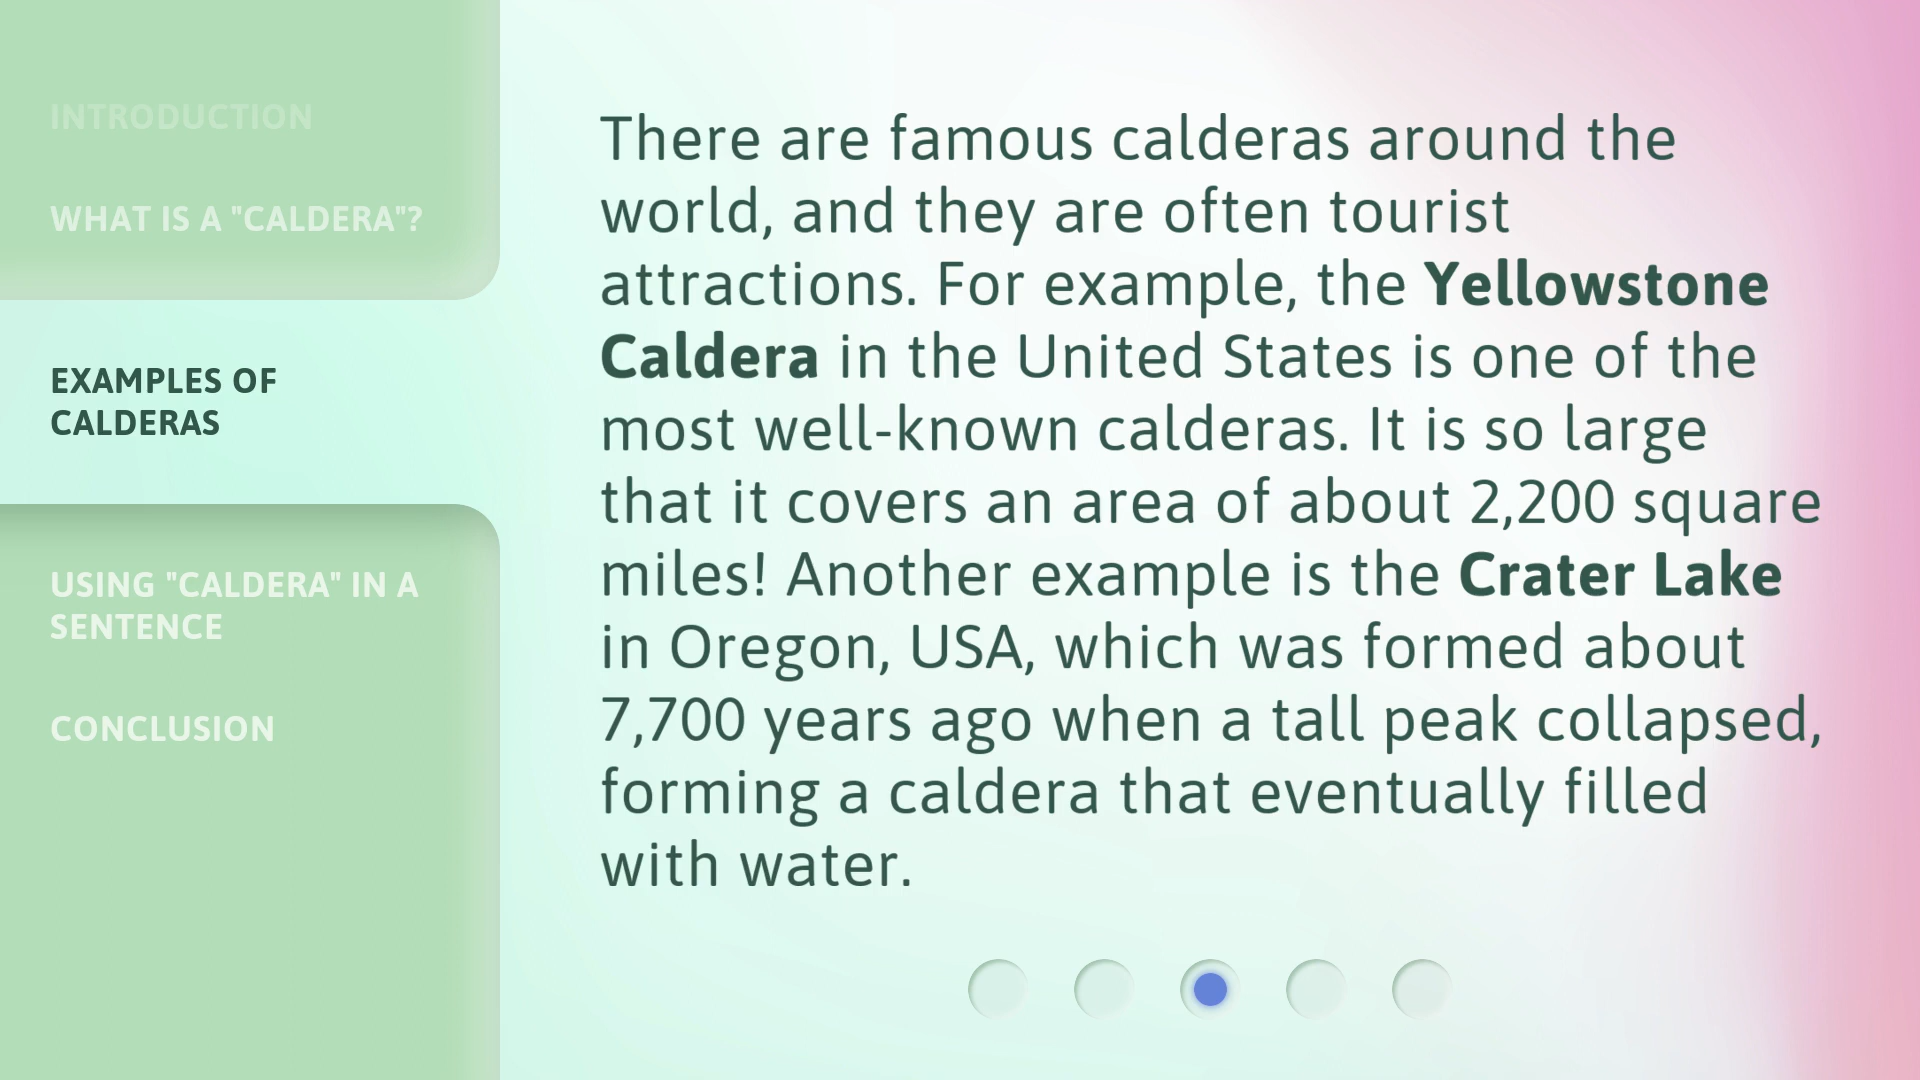 INTRODUCTION
WHAT IS A "CALDERA"?
EXAMPLES OF
CALDERAS
USING "CALDERA" IN A
SENTENCE
CONCLUSION
There are famous calderas around the
world, and they are often tourist
attractions. For example, the Yellowstone
Caldera in the United States is one of the
most well-known calderas. It is so large
that it covers an area of about 2,200 square
miles! Another example is the Crater Lake
in Oregon, USA, which was formed about
7,700 years ago when a tall peak collapsed,
forming a caldera that eventually filled
with water.